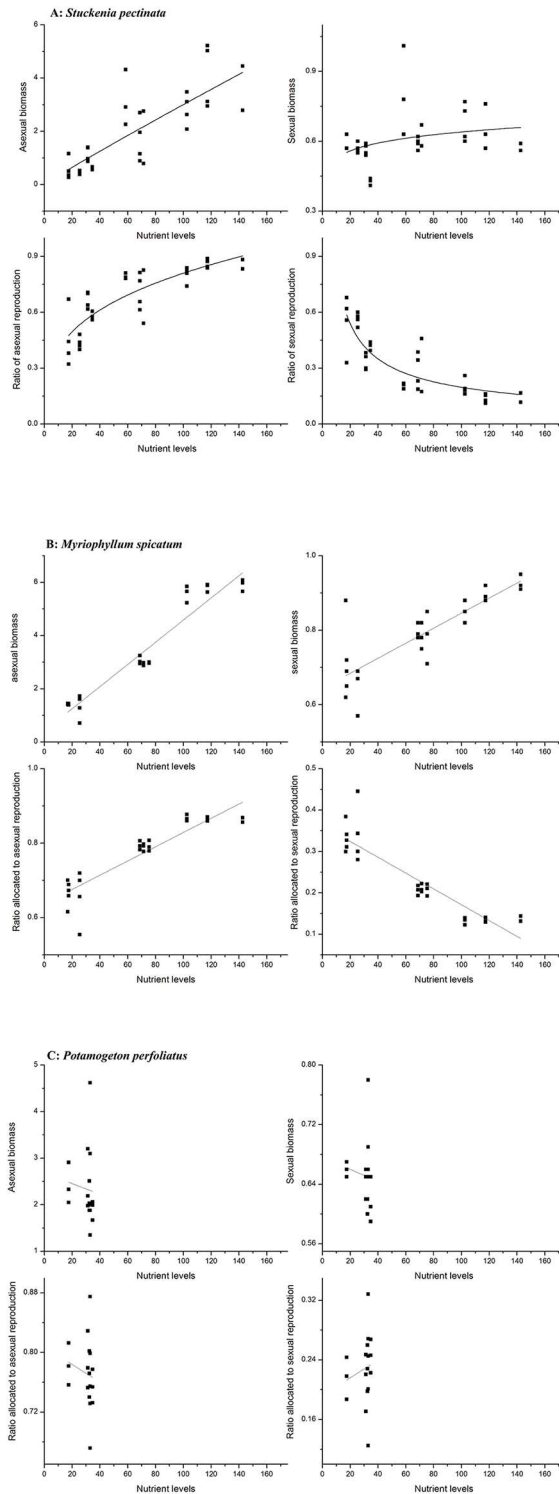 A: Stuckenia pectinata
Asexual biomass
6
4
2
0
0 20 40 60 80 100 120 140 160
Nutrient levels
Sexual biomass
0.9
0.6
0.3
0 20 40 60 80 100 120 140 160
Nutrient levels
Ratio of asexual reproduction
0.9
0.6
0.3
0.0
0 20 40 60 80 100 120 140 160
Nutrient levels
Ratio of sexual reproduction
0.9
0.6
0.3
0.0
0 20 40 60 80 100 120 140 160
Nutrient levels
B: Myriophyllum spicatum
asexual biomass
6
4
2
0
0 20 40 60 80 100 120 140 160
Nutrient levels
sexual biomass
1.0
0.9
0.8
0.7
0.6
0.5
0 20 40 60 80 100 120 140 160
Nutrient levels
Ratio allocated to asexual reproduction
1.0
0.8
0.6
0 20 40 60 80 100 120 140 160
Nutrient levels
Ratio allocated to sexual reproduction
0.5
0.4
0.3
0.2
0.1
0 20 40 60 80 100 120 140 160
Nutrient levels
C: Potamogeton perfoliatus
Asexual biomass
5
4
3
2
1
0 20 40 60 80 100 120 140 160
Nutrient levels
Sexual biomass
0.80
0.72
0.64
0.56
0 20 40 60 80 100 120 140 160
Nutrient levels
Ratio allocated to asexual reproduction
0.88
0.80
0.72
0 20 40 60 80 100 120 140 160
Nutrient levels
Ratio allocated to sexual reproduction
0.32
0.24
0.16
0 20 40 60 80 100 120 140 160
Nutrient levels